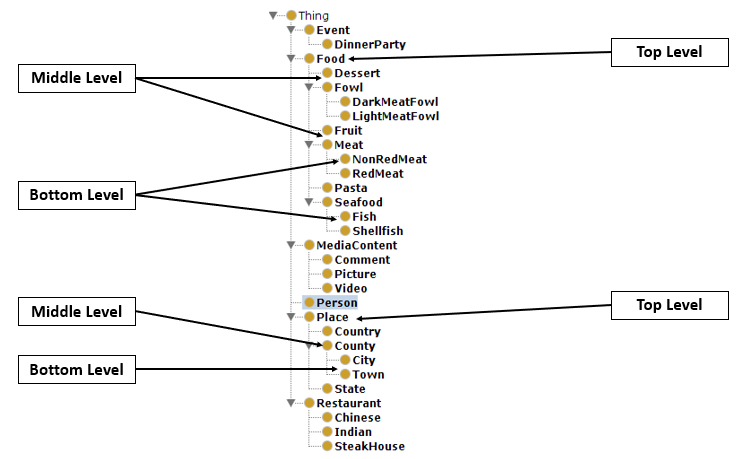 Thing
Event
DinnerParty
Food
Top Level
Dessert
Middle Level
Fowl
DarkMeatFowl
LightMeatFowl
Fruit
Meat
NonRedMeat
RedMeat
Pasta
Bottom Level
Seafood
Fish
Shellfish
MediaContent
Comment
Picture
Video
Person
Top Level
Middle Level
Place
Country
County
City
Bottom Level
Town
State
Restaurant
Chinese
Indian
SteakHouse